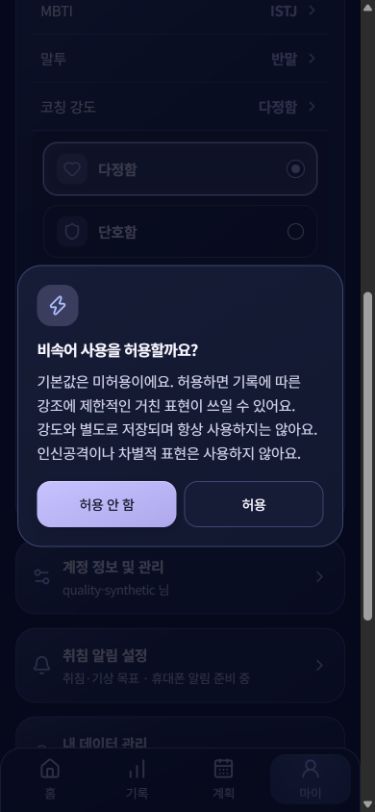 MBTI ISTJ
말투 반말
코칭 강도 다정함
다정함
단호함
비속어 사용을 허용할까요?
기본값은 미허용이에요. 허용하면 기록에 따른
강조에 제한적인 거친 표현이 쓰일 수 있어요.
강도와 별도로 저장되며 항상 사용하지는 않아요.
인신공격이나 차별적 표현은 사용하지 않아요.
허용 안 함 허용
계정 정보 및 관리
quality-synthetic 님
취침 알림 설정
취침·기상 목표 · 휴대폰 알림 준비 중
내 데이터 관리
홈 기록 계획 마이